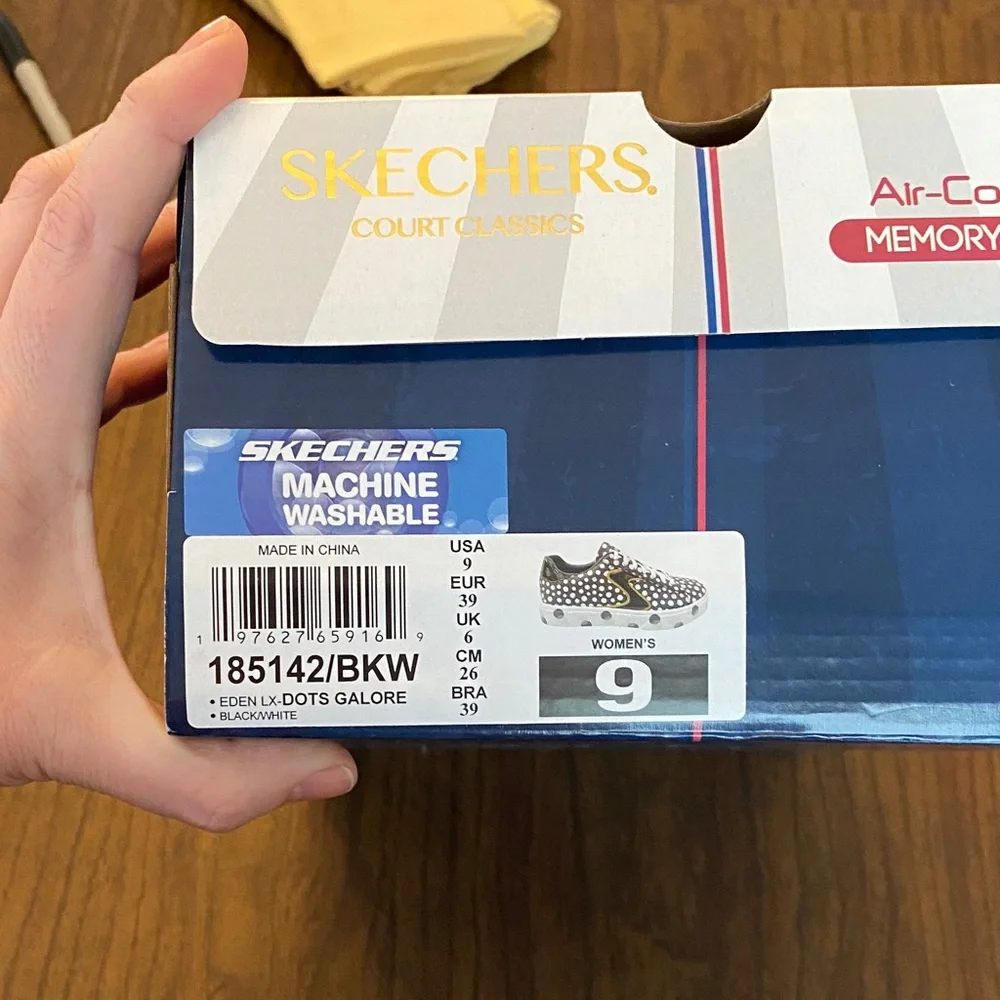 SKECHERS.
COURT CLASSICS
Air-Co
MEMORY
SKECHERS
MACHINE
WASHABLE
MADE IN CHINA
1 97627 65916 9
185142/BKW
• EDEN LX-DOTS GALORE
• BLACK/WHITE
USA
9
EUR
39
UK
6
CM
26
BRA
39
WOMEN'S
9